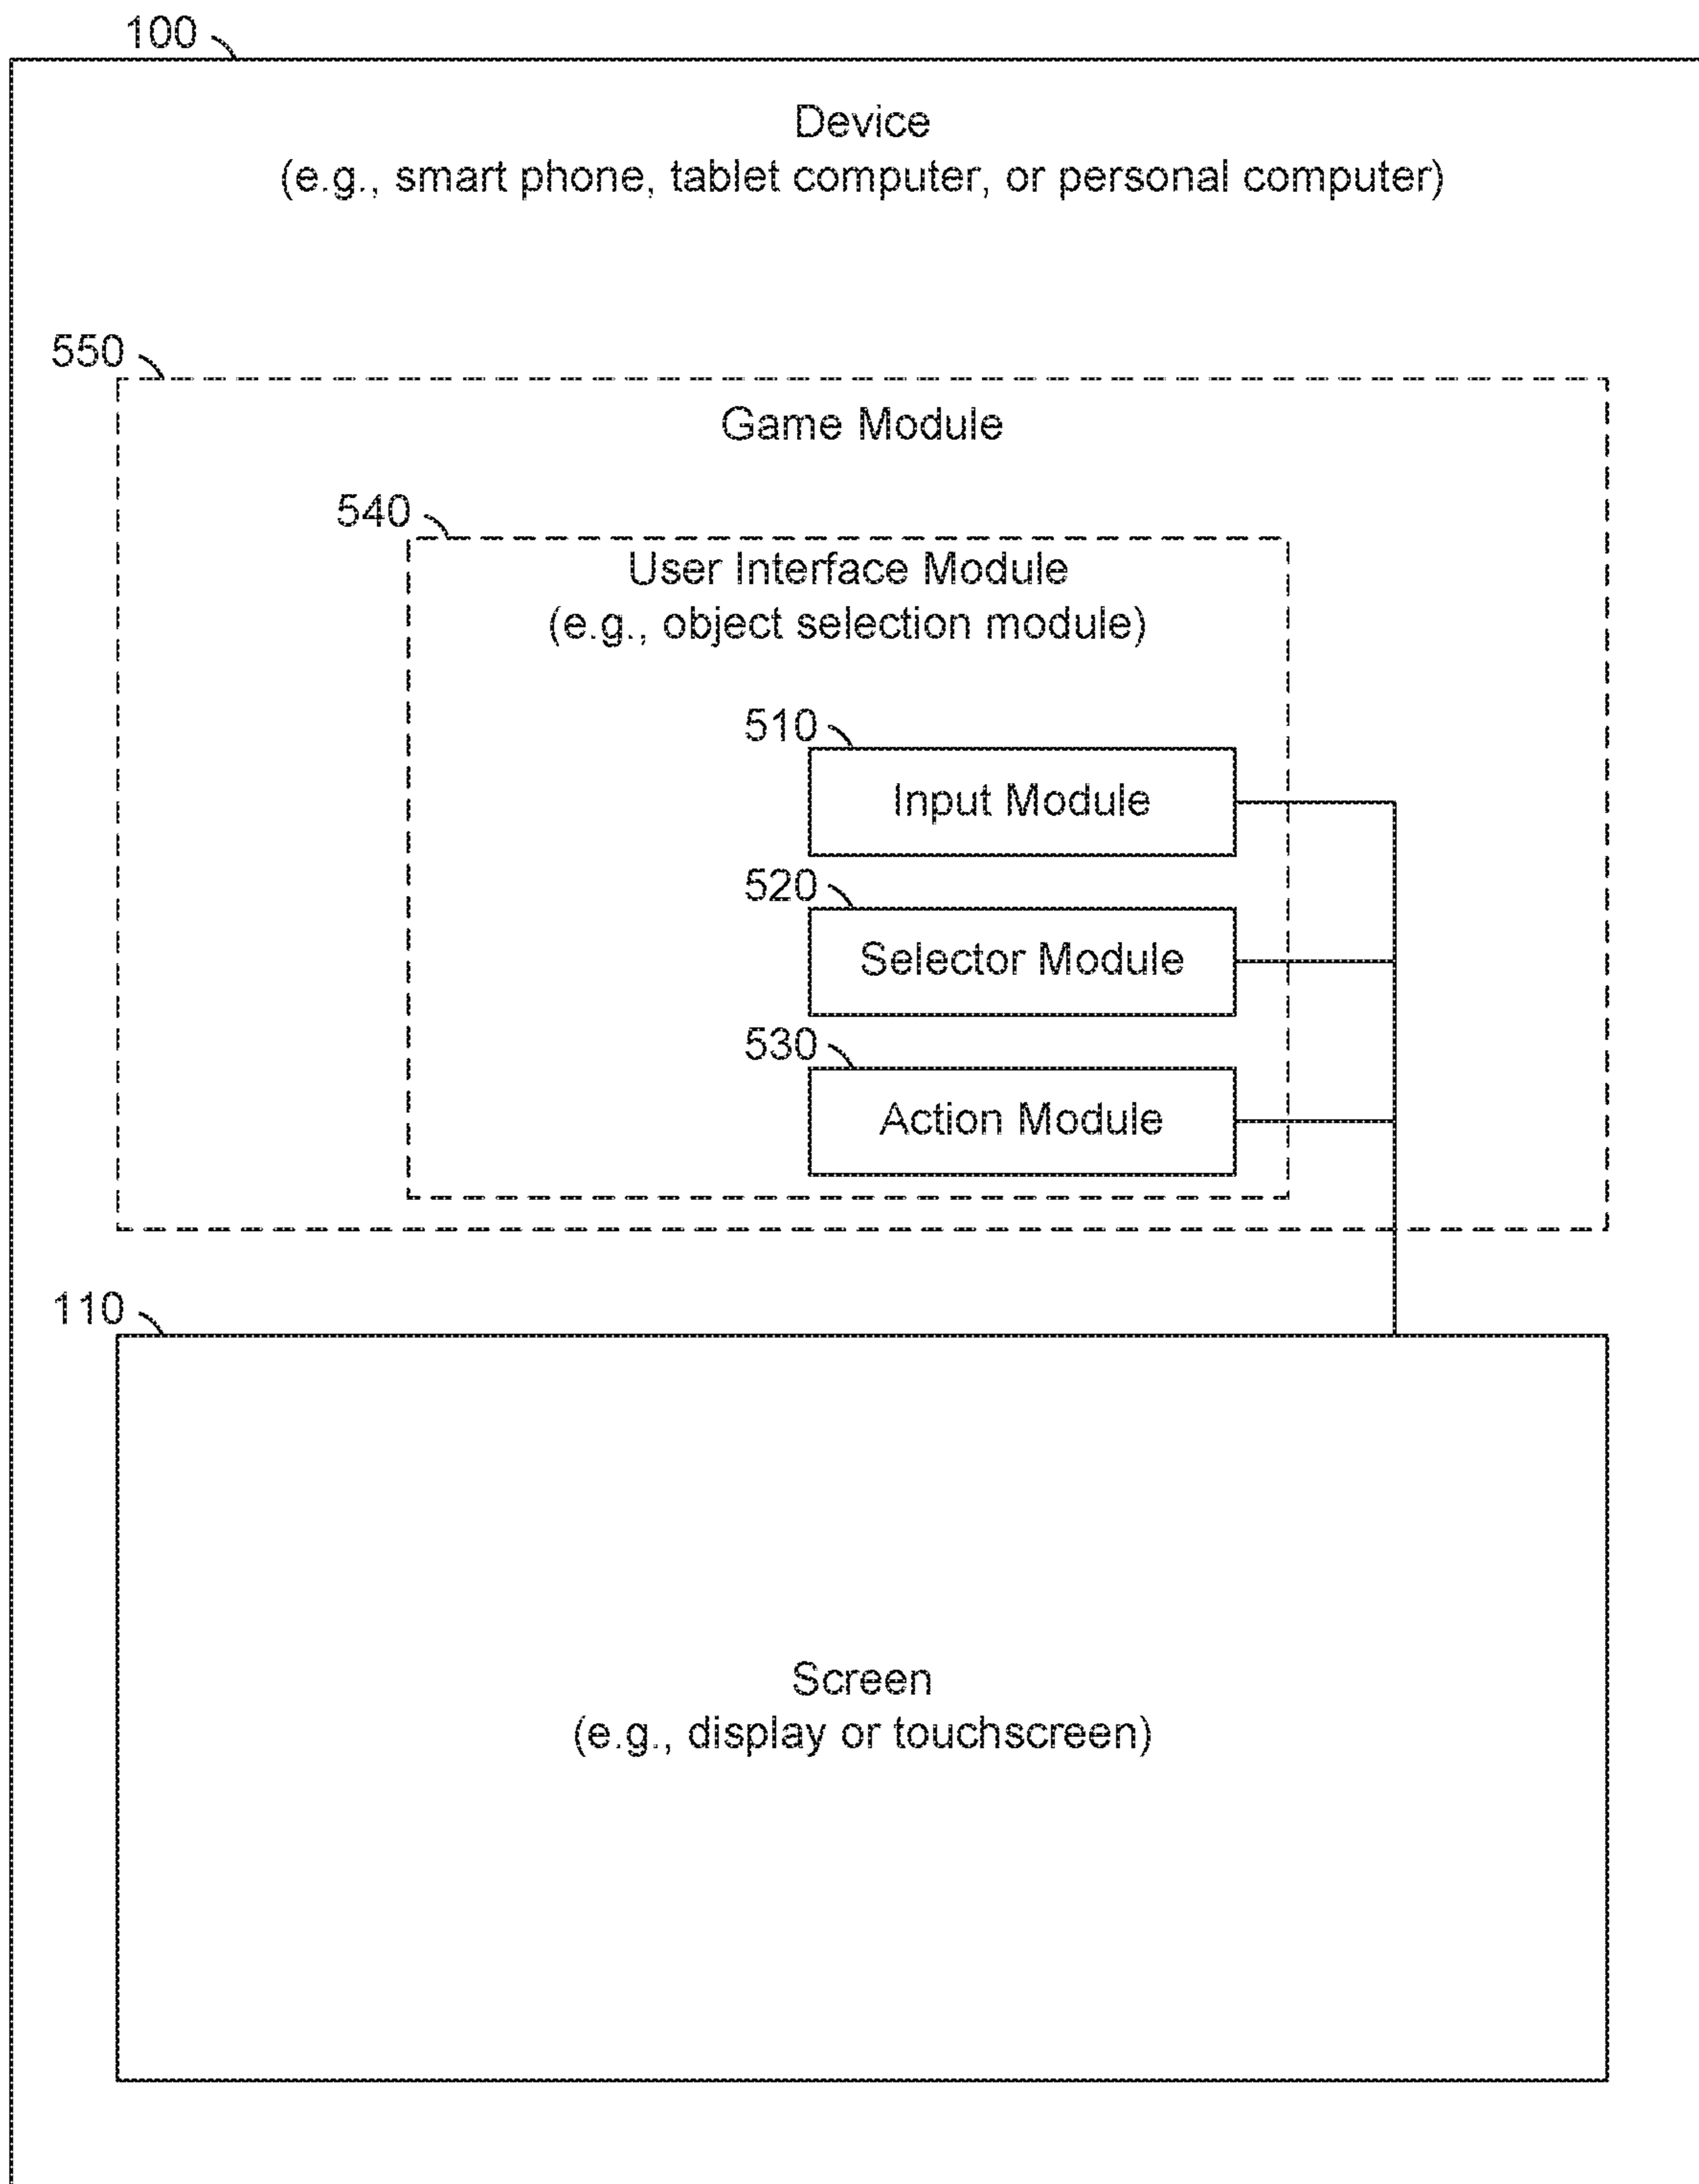 100
Device
(e.g., smart phone, tablet computer, or personal computer)
550
Game Module
540
User Interface Module
(e.g., object selection module)
510
Input Module
520
Selector Module
530
Action Module
110
Screen
(e.g., display or touchscreen)